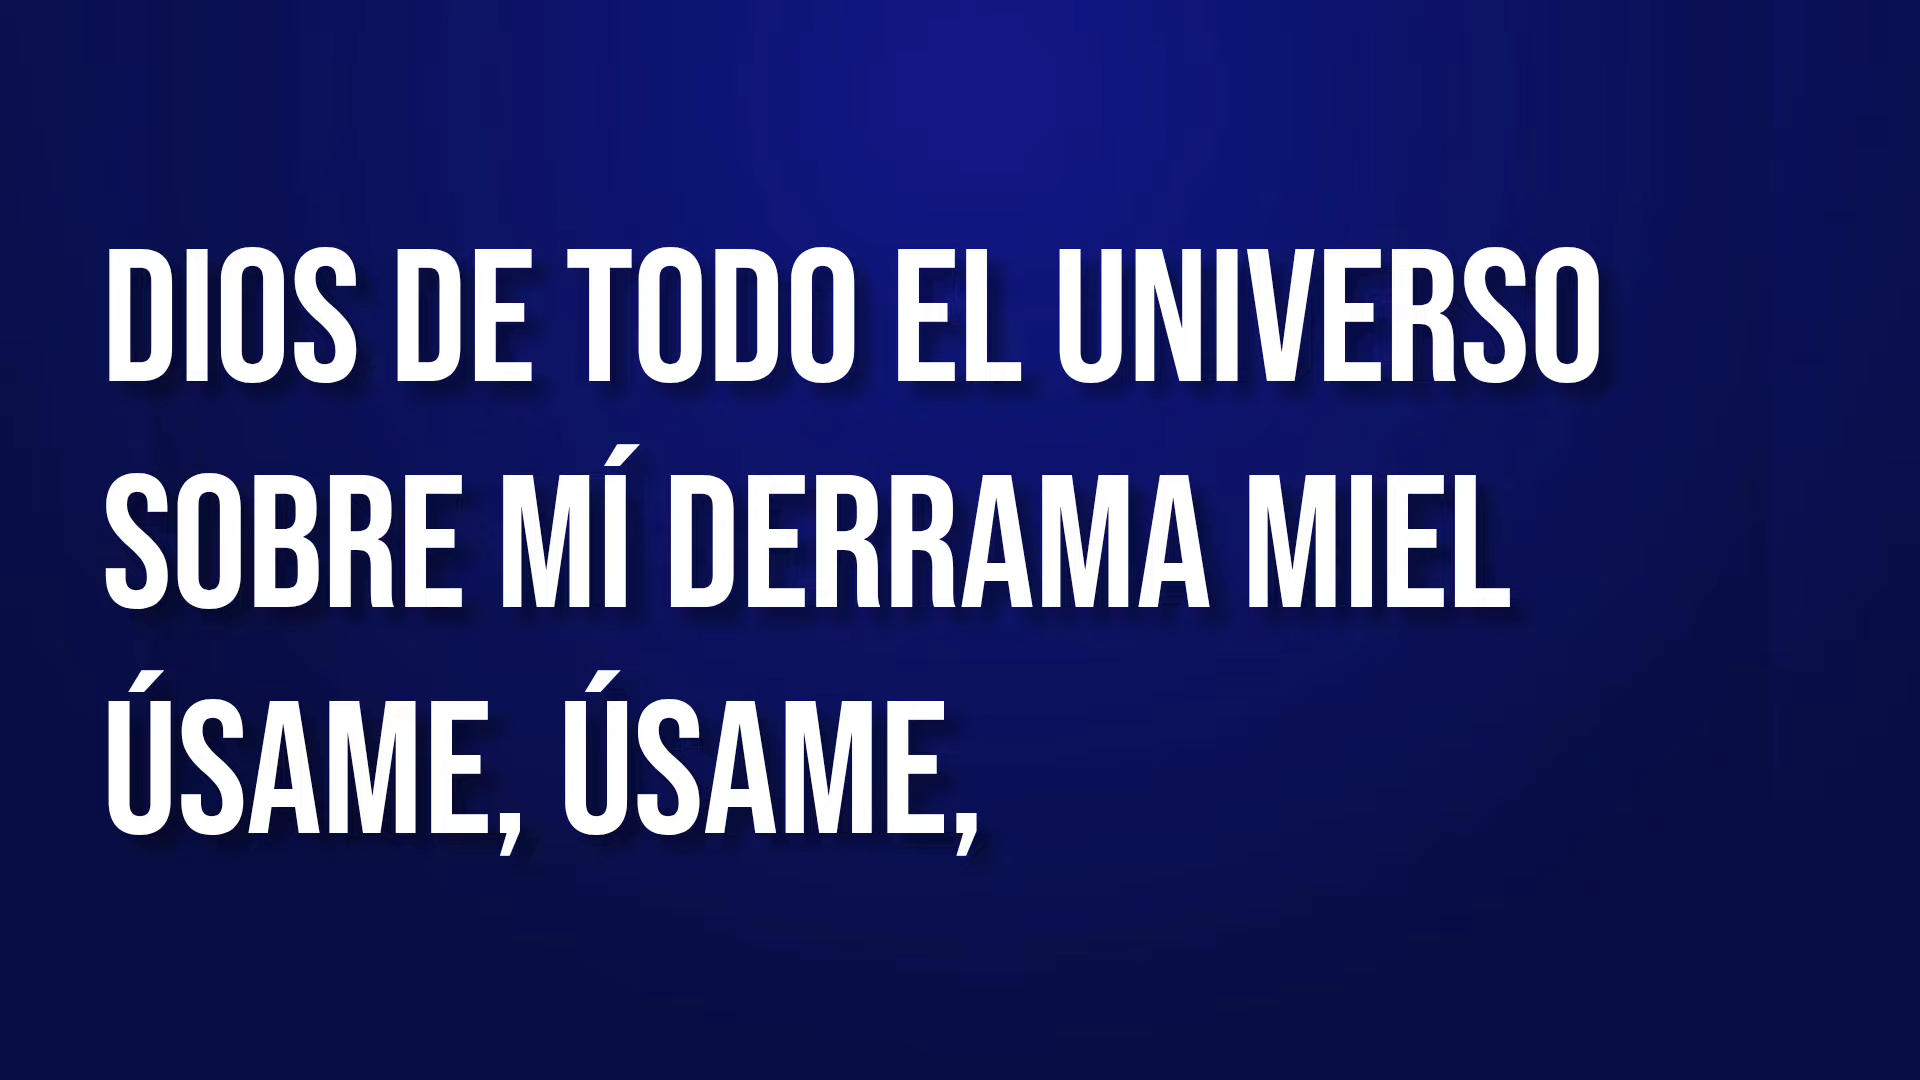 DIOS DE TODO EL UNIVERSO
SOBRE MÍ DERRAMA MIEL
ÚSAME, ÚSAME,